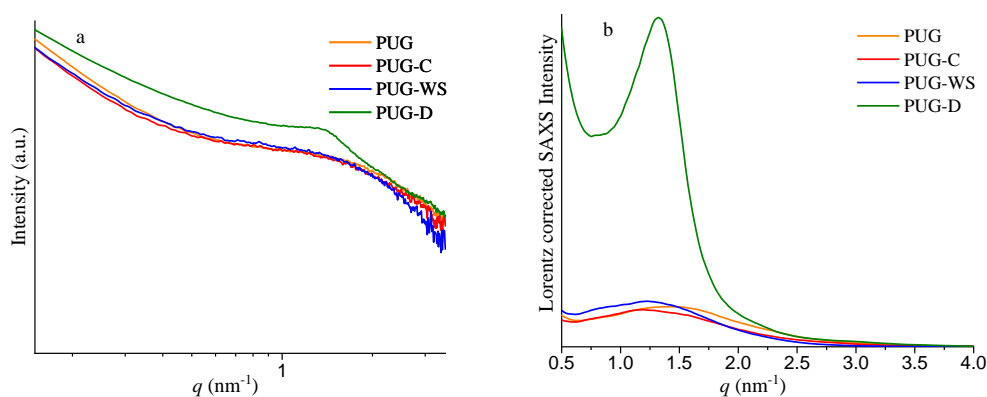 a
PUG
PUG-C
PUG-WS
PUG-D
Intensity (a.u.)
1
q (nm⁻¹)
b
PUG
PUG-C
PUG-WS
PUG-D
Lorentz corrected SAXS Intensity
0.5 1.0 1.5 2.0 2.5 3.0 3.5 4.0
q (nm⁻¹)